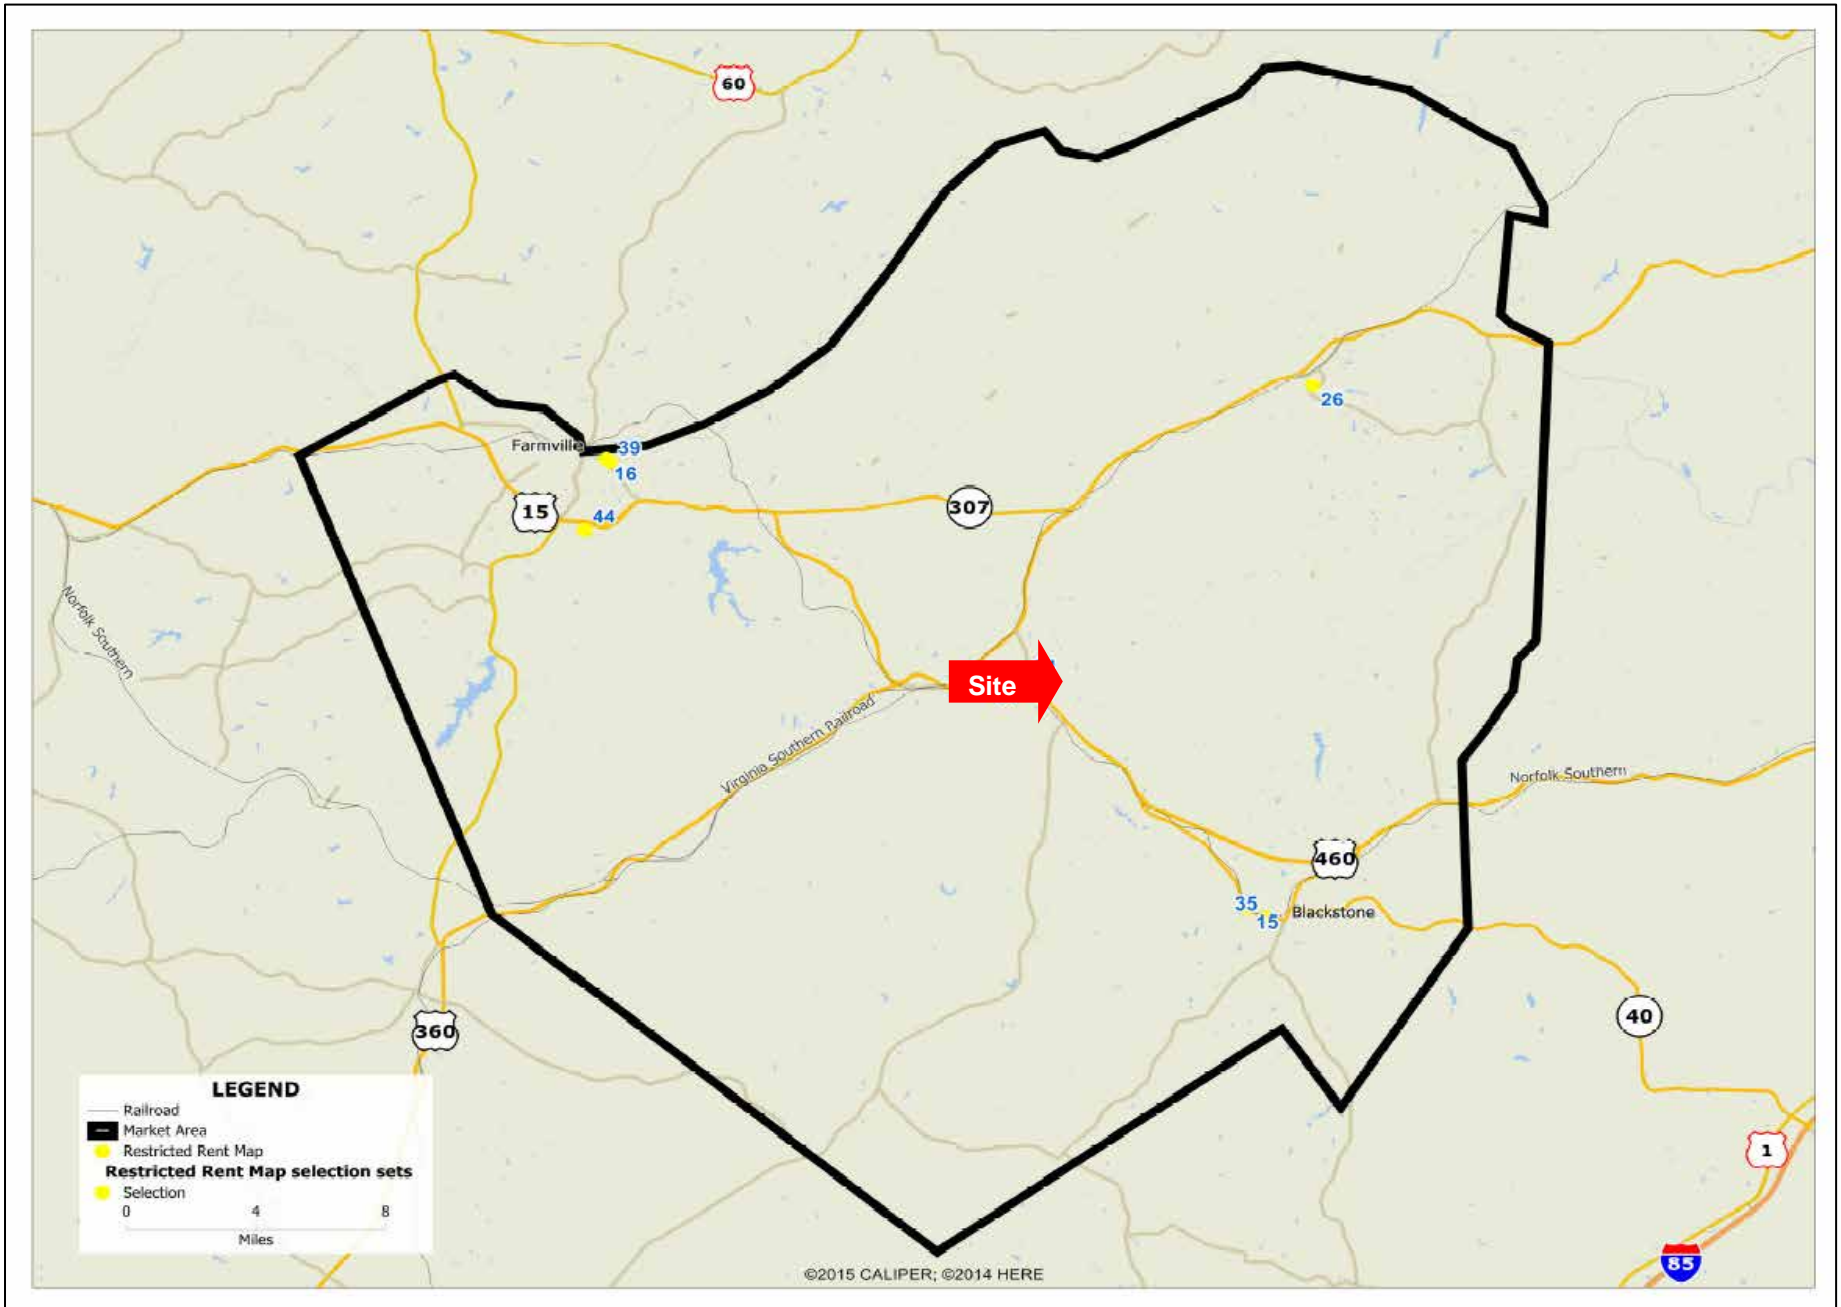 60
26
Farmville
39
16
15
44
307
Norfolk Southern
Site
Virginia Southern Railroad
Norfolk Southern
460
35
15
Blackstone
40
360
LEGEND
Railroad
Market Area
Restricted Rent Map
Restricted Rent Map selection sets
Selection
0 4 8
Miles
1
85
©2015 CALIPER; ©2014 HERE